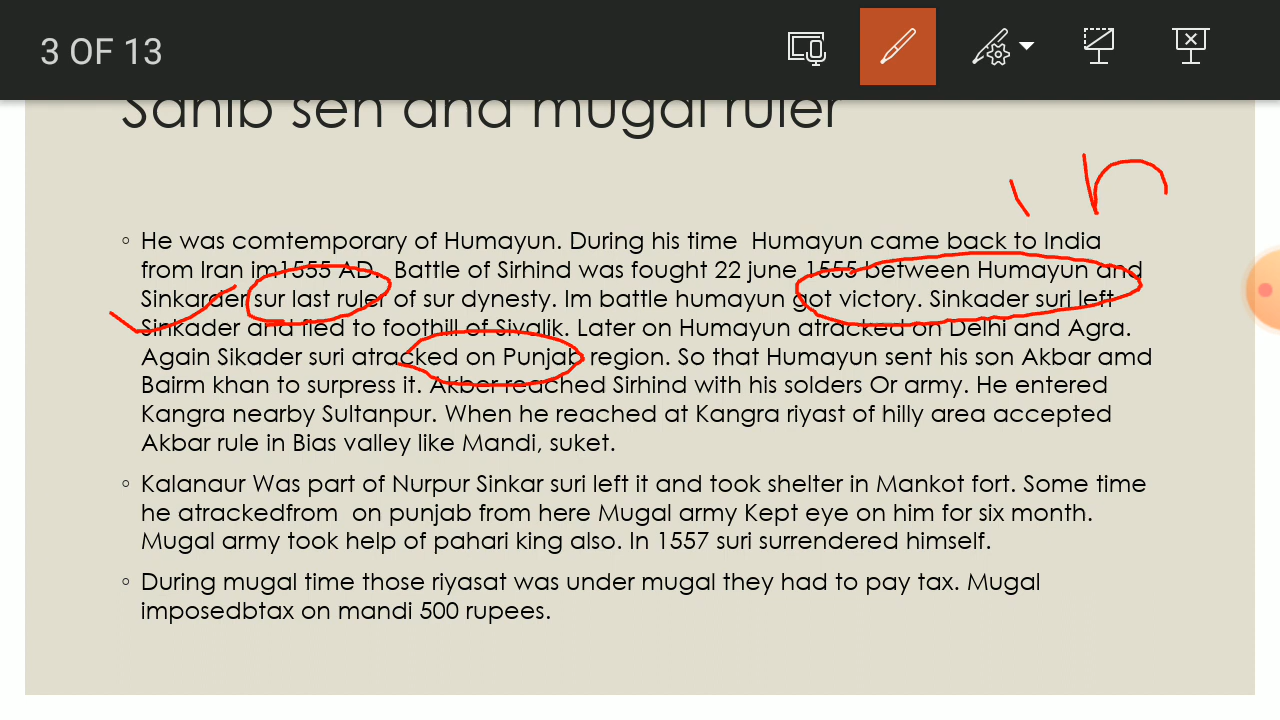 3 OF 13
Sahib sen and mugal ruler
◦ He was comtemporary of Humayun. During his time Humayun came back to India
from Iran im1555 AD. Battle of Sirhind was fought 22 june 1555 between Humayun and
Sinkarder sur last ruler of sur dynesty. Im battle humayun got victory. Sinkader suri left
Sinkader and fled to foothill of Sivalik. Later on Humayun atracked on Delhi and Agra.
Again Sikader suri atracked on Punjab region. So that Humayun sent his son Akbar amd
Bairm khan to surpress it. Akber reached Sirhind with his solders Or army. He entered
Kangra nearby Sultanpur. When he reached at Kangra riyast of hilly area accepted
Akbar rule in Bias valley like Mandi, suket.
◦ Kalanaur Was part of Nurpur Sinkar suri left it and took shelter in Mankot fort. Some time
he atrackedfrom on punjab from here Mugal army Kept eye on him for six month.
Mugal army took help of pahari king also. In 1557 suri surrendered himself.
◦ During mugal time those riyasat was under mugal they had to pay tax. Mugal
imposedbtax on mandi 500 rupees.